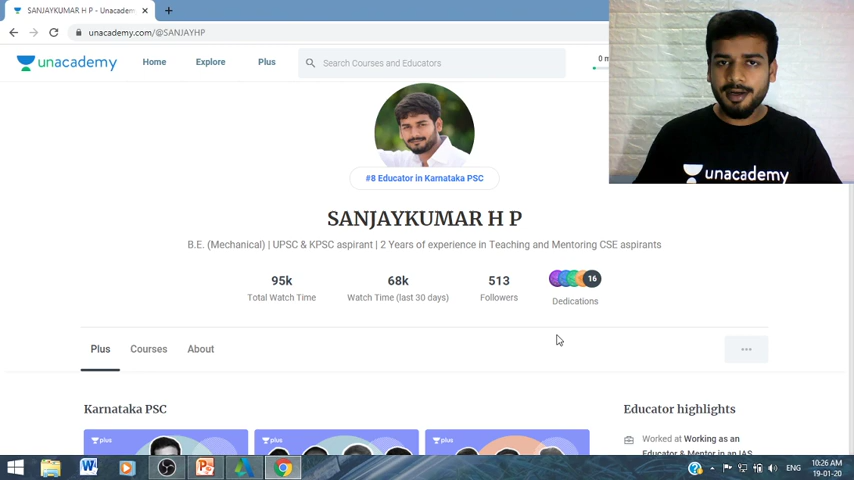 SANJAYKUMAR H P - Unacadem
unacademy.com/@SANJAYHP
unacademy
Home
Explore
Plus
Search Courses and Educators
0 m
unacademy
#8 Educator in Karnataka PSC
SANJAYKUMAR H P
B.E. (Mechanical) | UPSC & KPSC aspirant | 2 Years of experience in Teaching and Mentoring CSE aspirants
95k
68k
513
16
Total Watch Time
Watch Time (last 30 days)
Followers
Dedications
Plus
Courses
About
Karnataka PSC
Educator highlights
plus
plus
plus
Worked at Working as an
Educator & Mentor in an IAS
ENG
10:26 AM
19-01-20